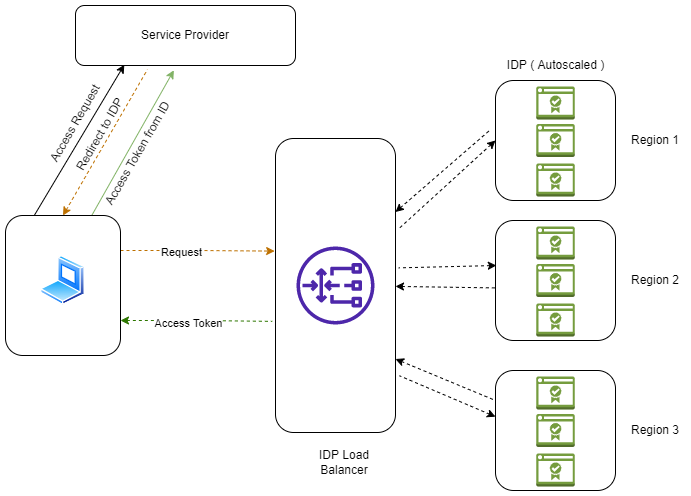 Service Provider
IDP ( Autoscaled )
Access Request
Redirect to IDP
Access Token from ID
Region 1
Request
Region 2
Access Token
Region 3
IDP Load
Balancer